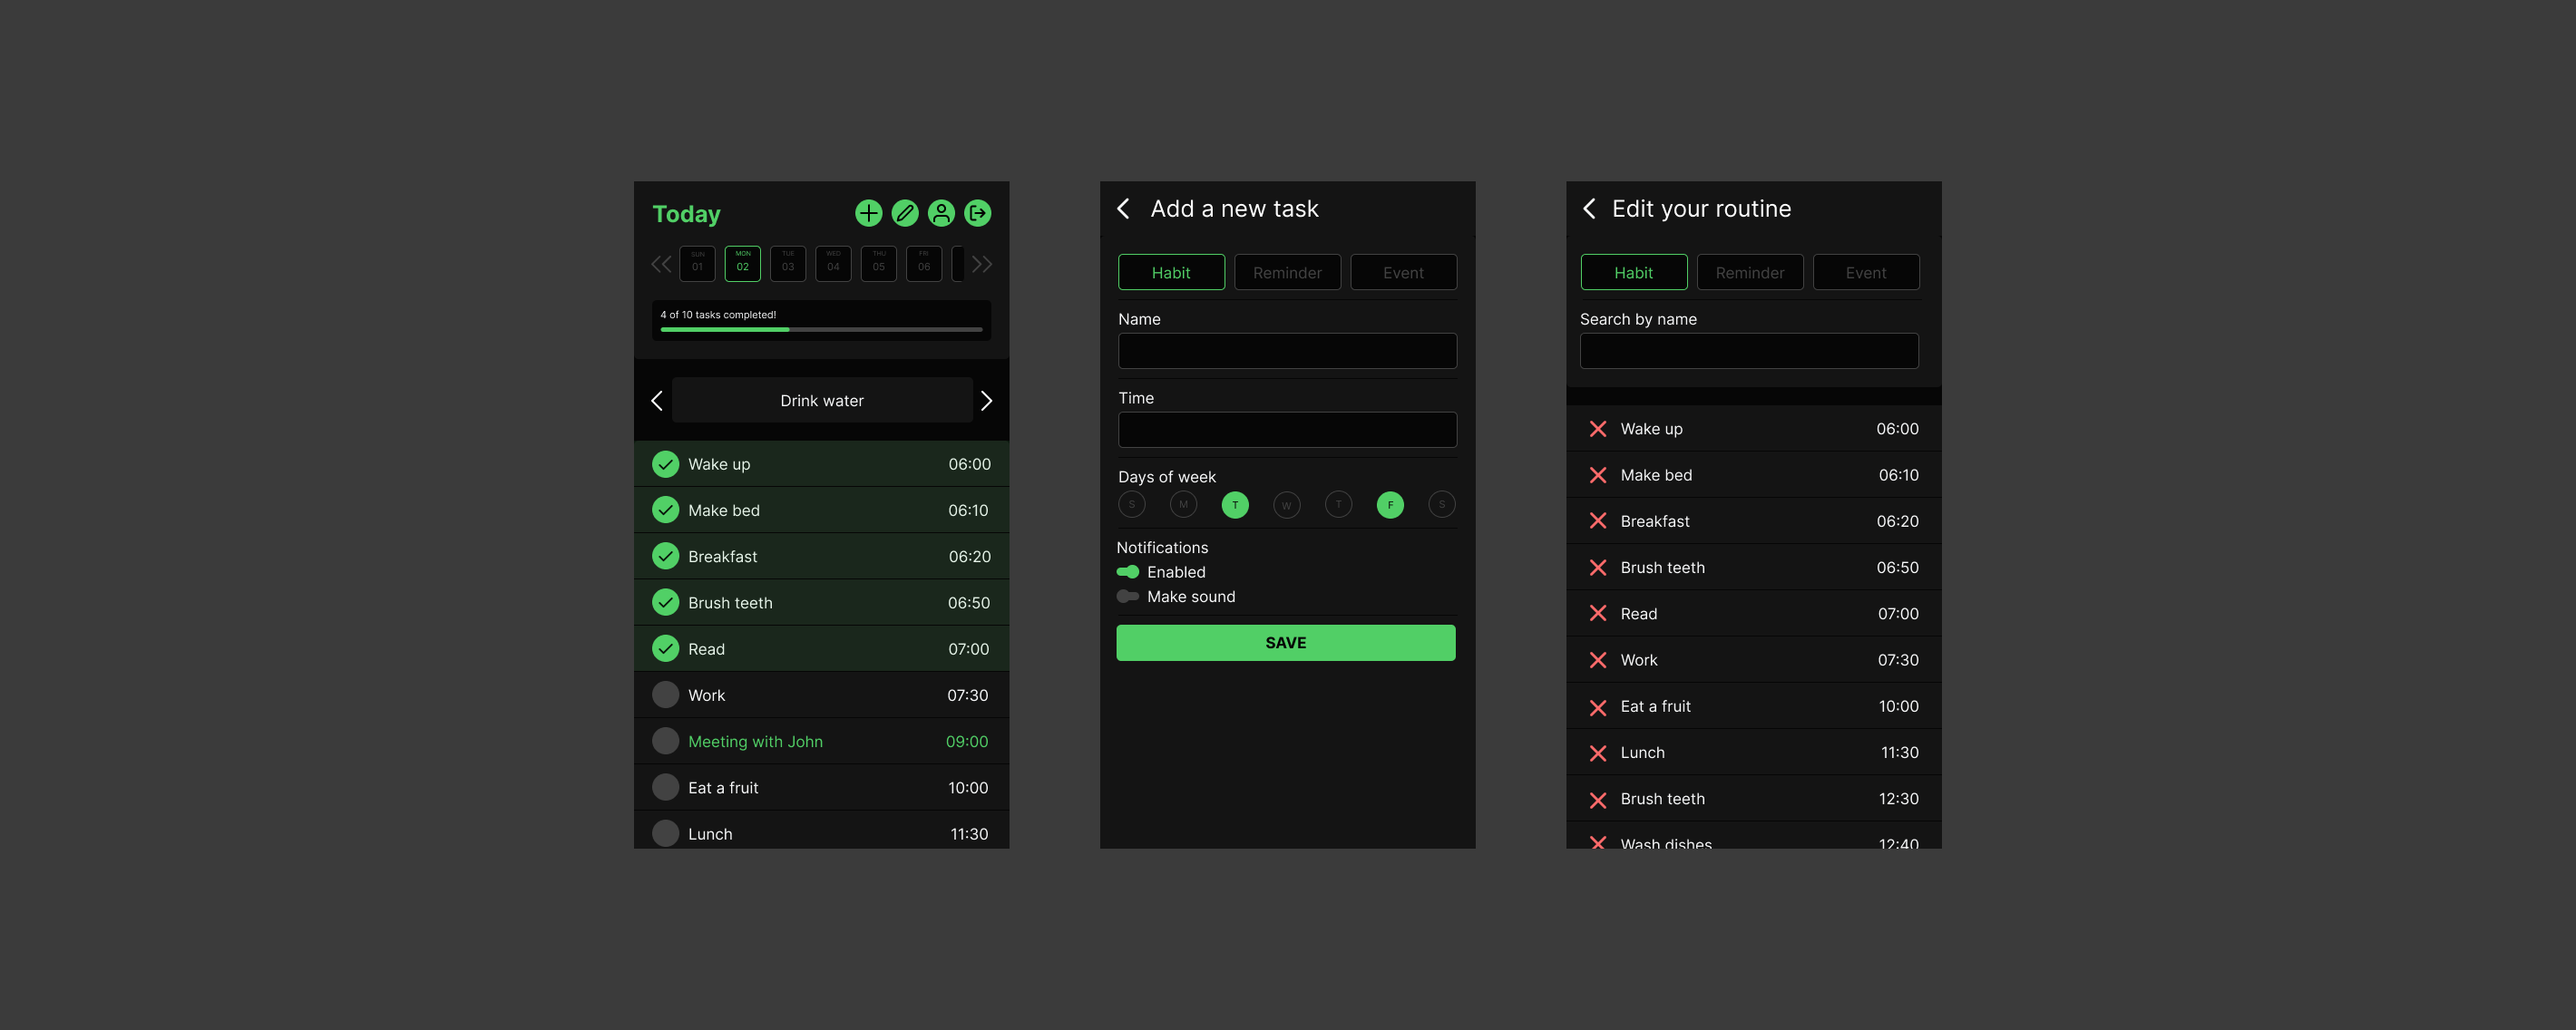 Today
SUN MON TUE WED THU FRI
01 02 03 04 05 06
4 of 10 tasks completed!
Drink water
Wake up 06:00
Make bed 06:10
Breakfast 06:20
Brush teeth 06:50
Read 07:00
Work 07:30
Meeting with John 09:00
Eat a fruit 10:00
Lunch 11:30
Add a new task
Habit Reminder Event
Name
Time
Days of week
S M T W T F S
Notifications
Enabled
Make sound
SAVE
Edit your routine
Habit Reminder Event
Search by name
Wake up 06:00
Make bed 06:10
Breakfast 06:20
Brush teeth 06:50
Read 07:00
Work 07:30
Eat a fruit 10:00
Lunch 11:30
Brush teeth 12:30
Wash dishes 12:40